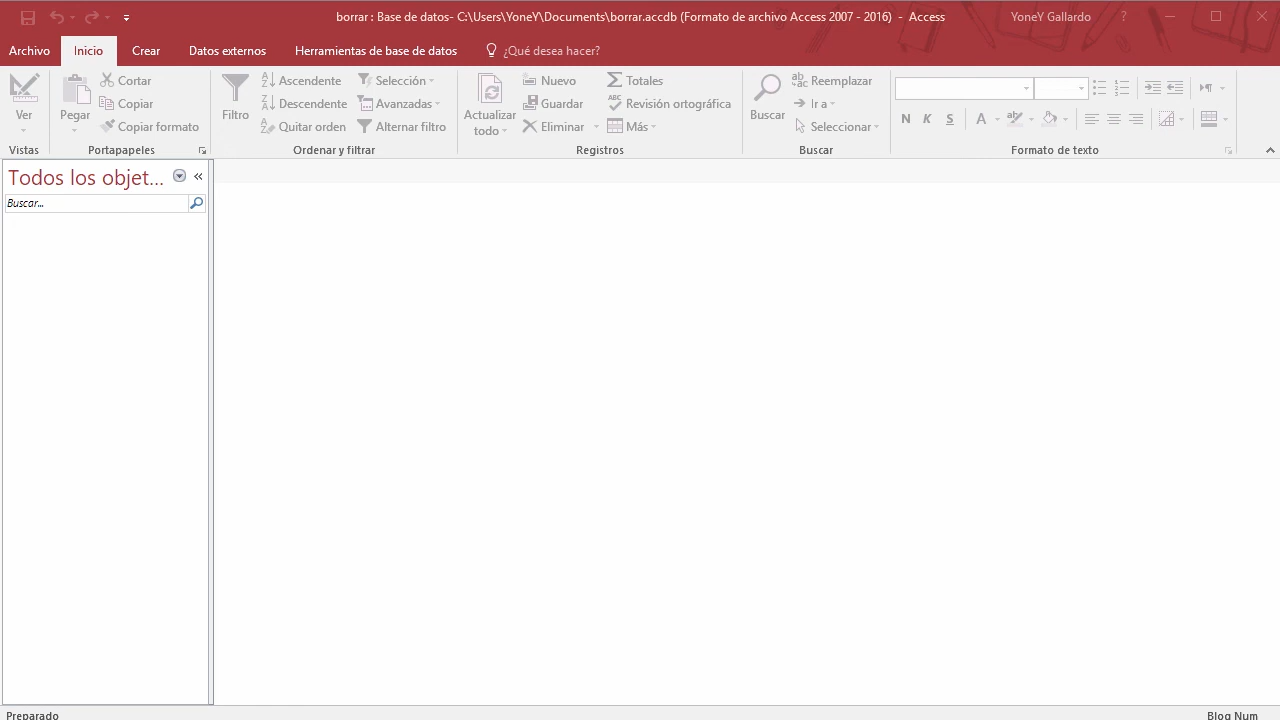 borrar : Base de datos- C:\Users\YoneY\Documents\borrar.accdb (Formato de archivo Access 2007 - 2016) - Access
YoneY Gallardo
?
Archivo
Inicio
Crear
Datos externos
Herramientas de base de datos
¿Qué desea hacer?
Ver
Vistas
Pegar
Cortar
Copiar
Copiar formato
Portapapeles
Filtro
Ascendente
Descendente
Quitar orden
Selección
Avanzadas
Alternar filtro
Ordenar y filtrar
Actualizar
todo
Nuevo
Guardar
Eliminar
Totales
Revisión ortográfica
Más
Registros
Buscar
Reemplazar
Ir a
Seleccionar
Buscar
N K S A
Formato de texto
Todos los objet...
Buscar...
Preparado
Bloq Num